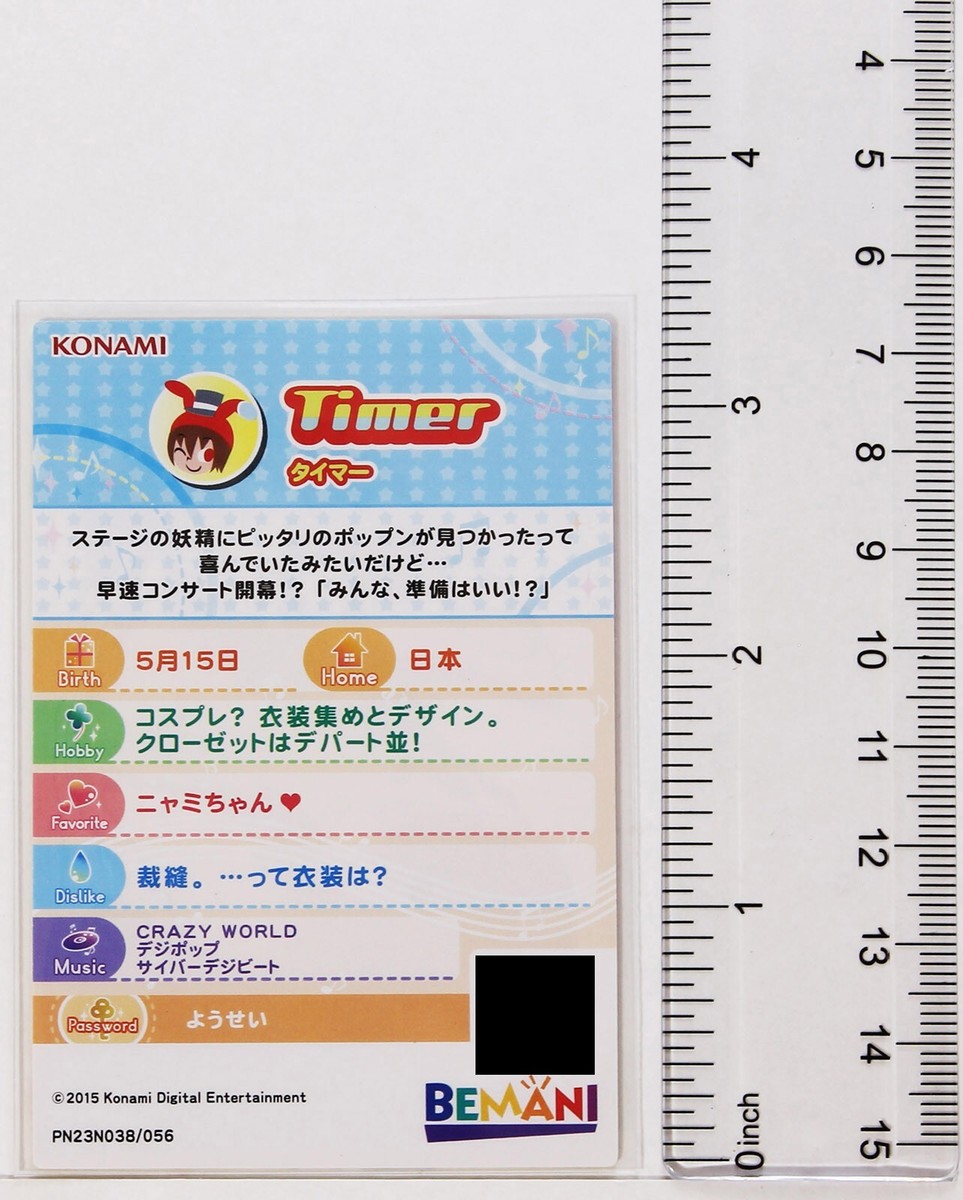 KONAMI
Timer
タイマー
ステージの妖精にピッタリのポップンが見つかったって
喜んでいたみたいだけど…
早速コンサート開幕!?「みんな、準備はいい!?」
Birth 5月15日 Home 日本
Hobby コスプレ? 衣装集めとデザイン。
クローゼットはデパート並!
Favorite ニャミちゃん ♥
Dislike 裁縫。…って衣装は?
Music CRAZY WORLD
デジポップ
サイバーデジビート
Password ようせい
©2015 Konami Digital Entertainment
BEMANI
PN23N038/056
4
3
2
1
0 inch
4
5
6
7
8
9
10
11
12
13
14
15